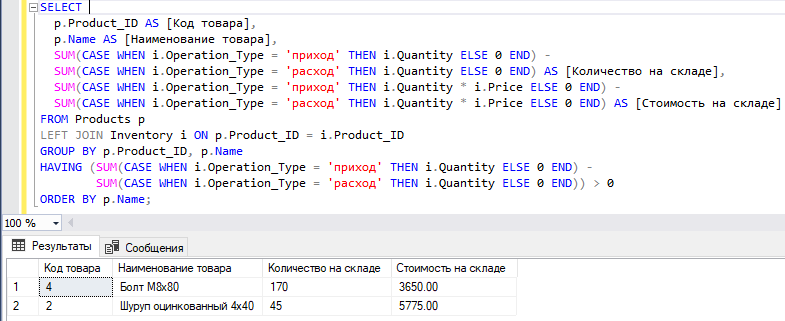 SELECT
p.Product_ID AS [Код товара],
p.Name AS [Наименование товара],
SUM(CASE WHEN i.Operation_Type = 'приход' THEN i.Quantity ELSE 0 END) -
SUM(CASE WHEN i.Operation_Type = 'расход' THEN i.Quantity ELSE 0 END) AS [Количество на складе],
SUM(CASE WHEN i.Operation_Type = 'приход' THEN i.Quantity * i.Price ELSE 0 END) -
SUM(CASE WHEN i.Operation_Type = 'расход' THEN i.Quantity * i.Price ELSE 0 END) AS [Стоимость на складе]
FROM Products p
LEFT JOIN Inventory i ON p.Product_ID = i.Product_ID
GROUP BY p.Product_ID, p.Name
HAVING (SUM(CASE WHEN i.Operation_Type = 'приход' THEN i.Quantity ELSE 0 END) -
SUM(CASE WHEN i.Operation_Type = 'расход' THEN i.Quantity ELSE 0 END)) > 0
ORDER BY p.Name;
100 %
Результаты Сообщения
Код товара Наименование товара Количество на складе Стоимость на складе
1 4 Болт М8х80 170 3650.00
2 2 Шуруп оцинкованный 4х40 45 5775.00